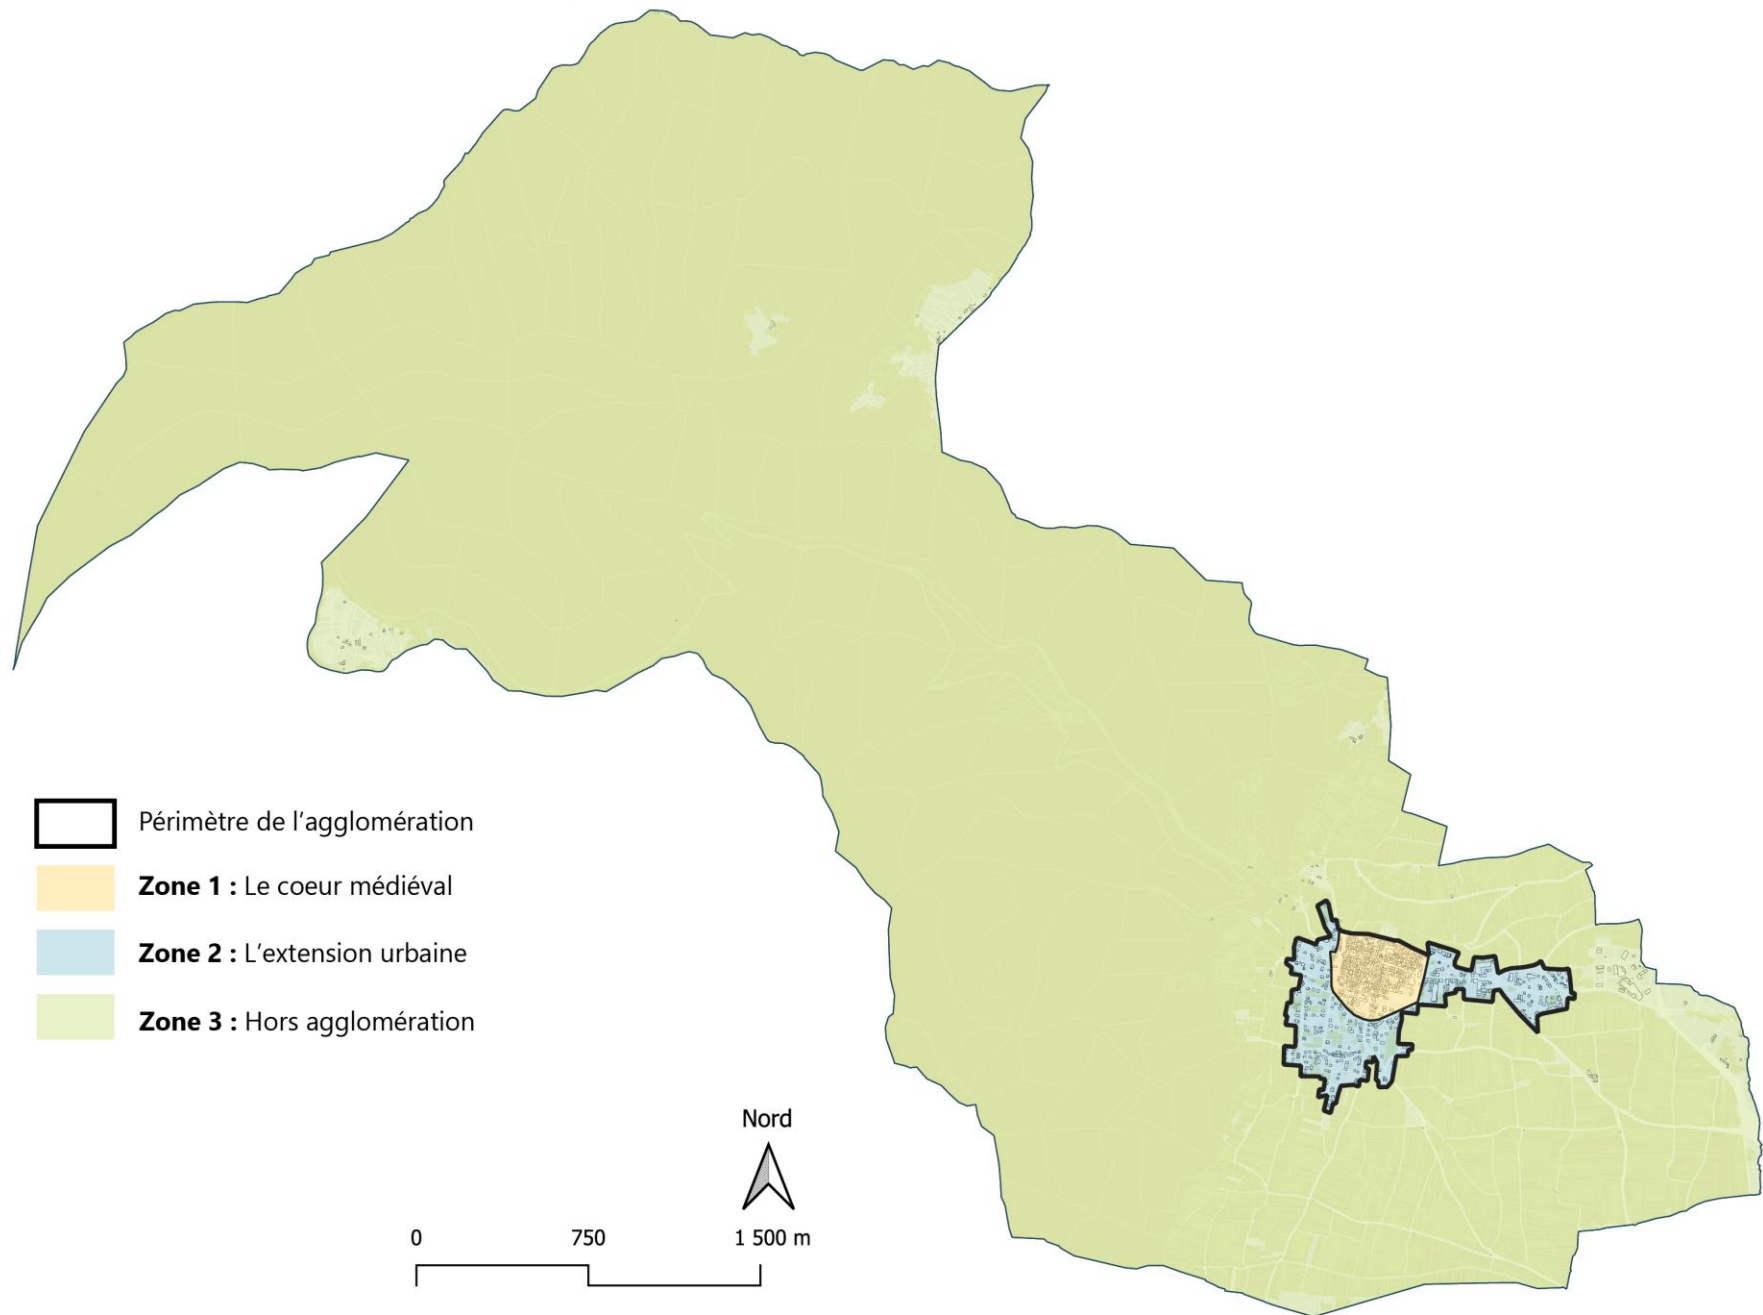 Périmètre de l'agglomération
Zone 1 : Le coeur médiéval
Zone 2 : L'extension urbaine
Zone 3 : Hors agglomération
Nord
0 750 1 500 m